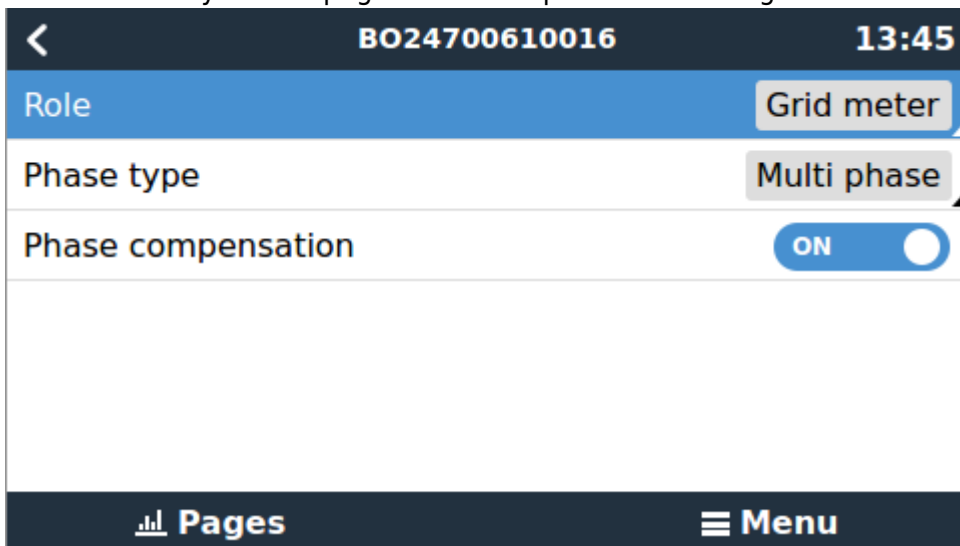 BO24700610016 13:45
Role Grid meter
Phase type Multi phase
Phase compensation ON
Pages Menu